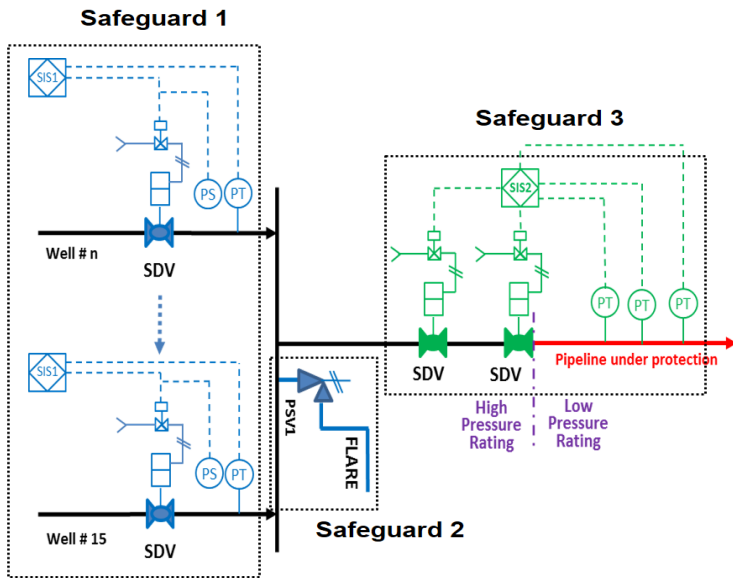 Safeguard 1
SIS1
PS
PT
Well # n
SDV
SIS1
PS
PT
Well # 15
SDV
PSV1
FLARE
Safeguard 2
Safeguard 3
SIS2
PT
PT
PT
SDV
SDV
Pipeline under protection
High
Pressure
Rating
Low
Pressure
Rating